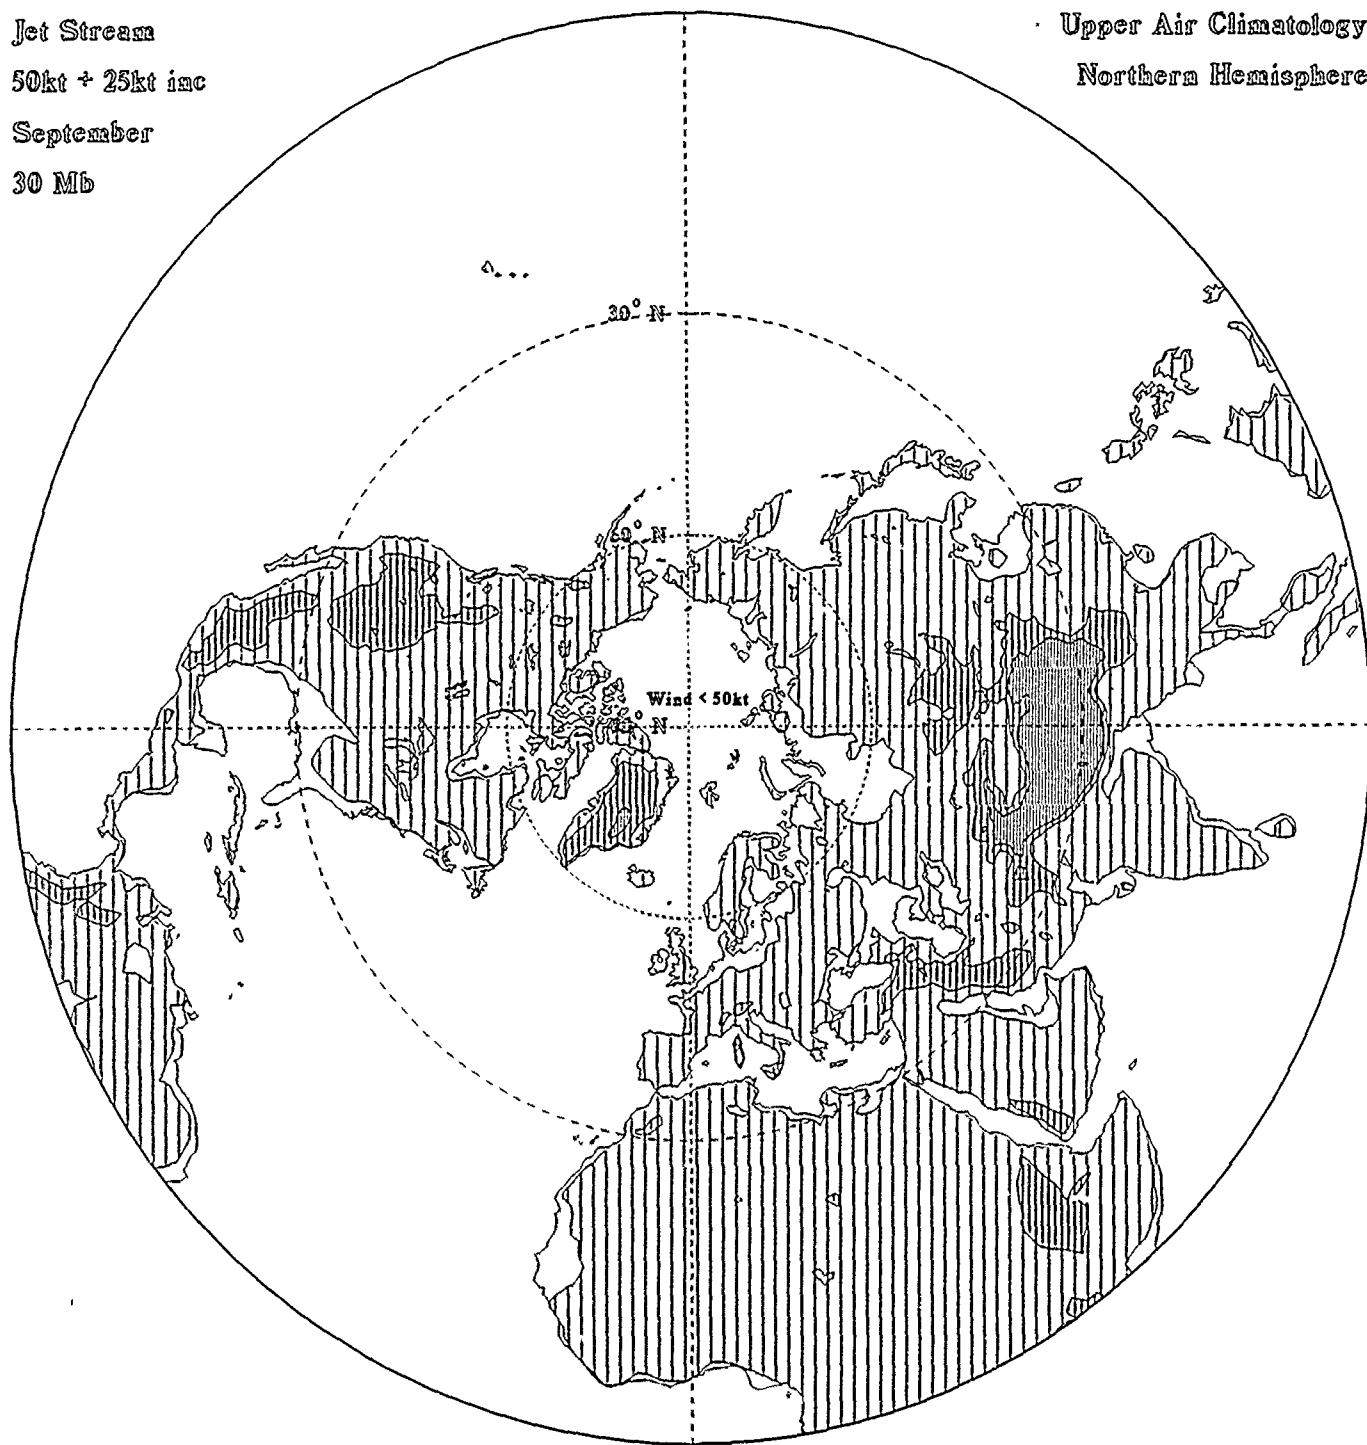 Jet Stream
50kt + 25kt inc
September
30 Mb
Upper Air Climatology
Northern Hemisphere
30° N
60° N
Wind < 50kt
° N